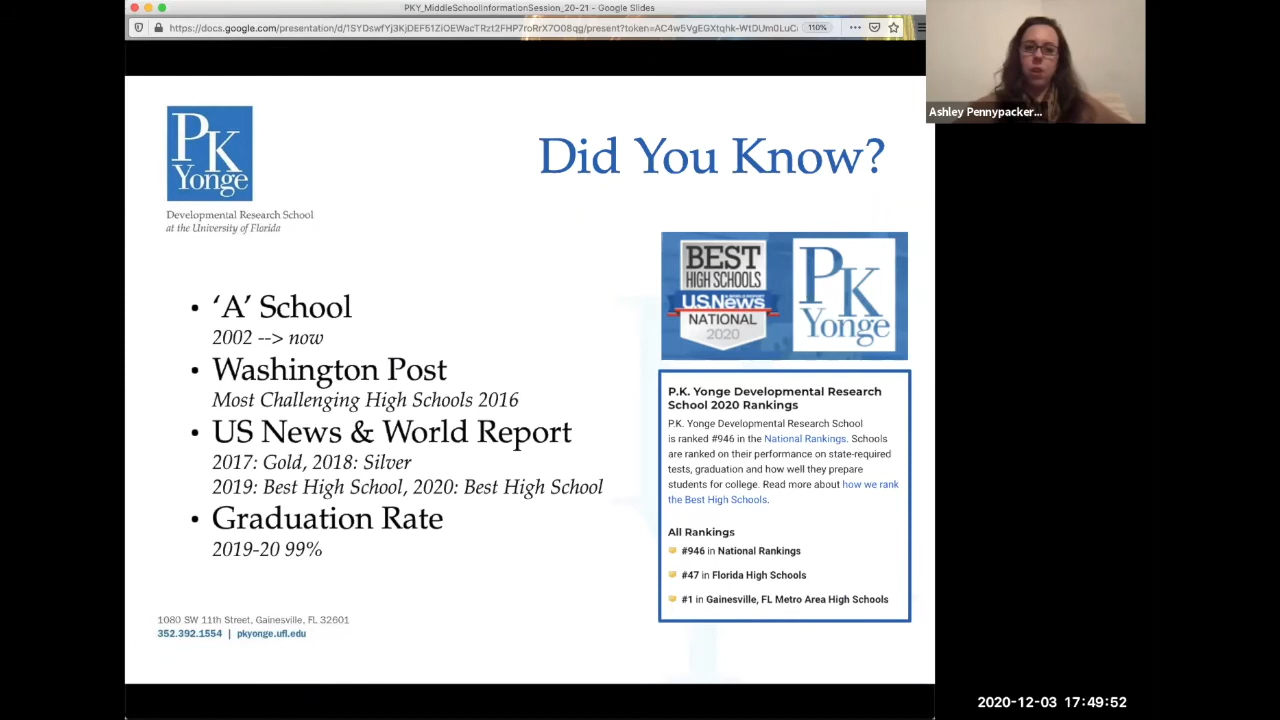 PKY_MiddleSchoolInformationSession_20-21 - Google Slides
110%
Ashley Pennypacker...
PK
Yonge
Developmental Research School
at the University of Florida
Did You Know?
BEST
HIGH SCHOOLS
U.S.News
NATIONAL
2020
PK
Yonge
• ‘A’ School
2002 --> now
• Washington Post
Most Challenging High Schools 2016
• US News & World Report
2017: Gold, 2018: Silver
2019: Best High School, 2020: Best High School
• Graduation Rate
2019-20 99%
P.K. Yonge Developmental Research
School 2020 Rankings
P.K. Yonge Developmental Research School
is ranked #946 in the National Rankings. Schools
are ranked on their performance on state-required
tests, graduation and how well they prepare
students for college. Read more about how we rank
the Best High Schools.
All Rankings
#946 in National Rankings
#47 in Florida High Schools
#1 in Gainesville, FL Metro Area High Schools
1080 SW 11th Street, Gainesville, FL 32601
352.392.1554 | pkyonge.ufl.edu
2020-12-03 17:49:52